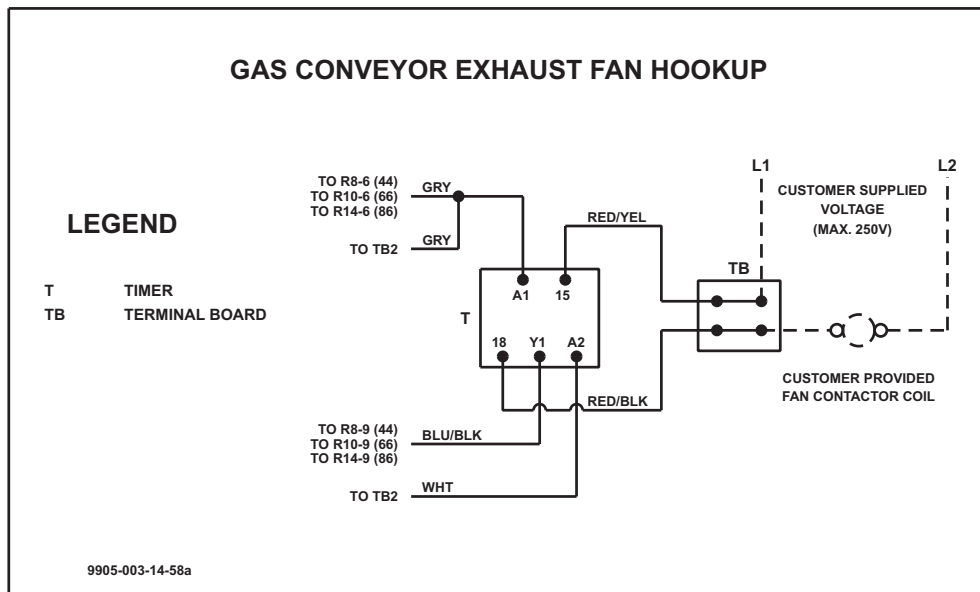 GAS CONVEYOR EXHAUST FAN HOOKUP
L1
L2
TO R8-6 (44)
TO R10-6 (66)
TO R14-6 (86)
GRY
CUSTOMER SUPPLIED
VOLTAGE
(MAX. 250V)
LEGEND
RED/YEL
TO TB2
GRY
TB
T
TIMER
TB
TERMINAL BOARD
A1
15
T
18
Y1
A2
CUSTOMER PROVIDED
FAN CONTACTOR COIL
RED/BLK
TO R8-9 (44)
TO R10-9 (66)
TO R14-9 (86)
BLU/BLK
TO TB2
WHT
9905-003-14-58a